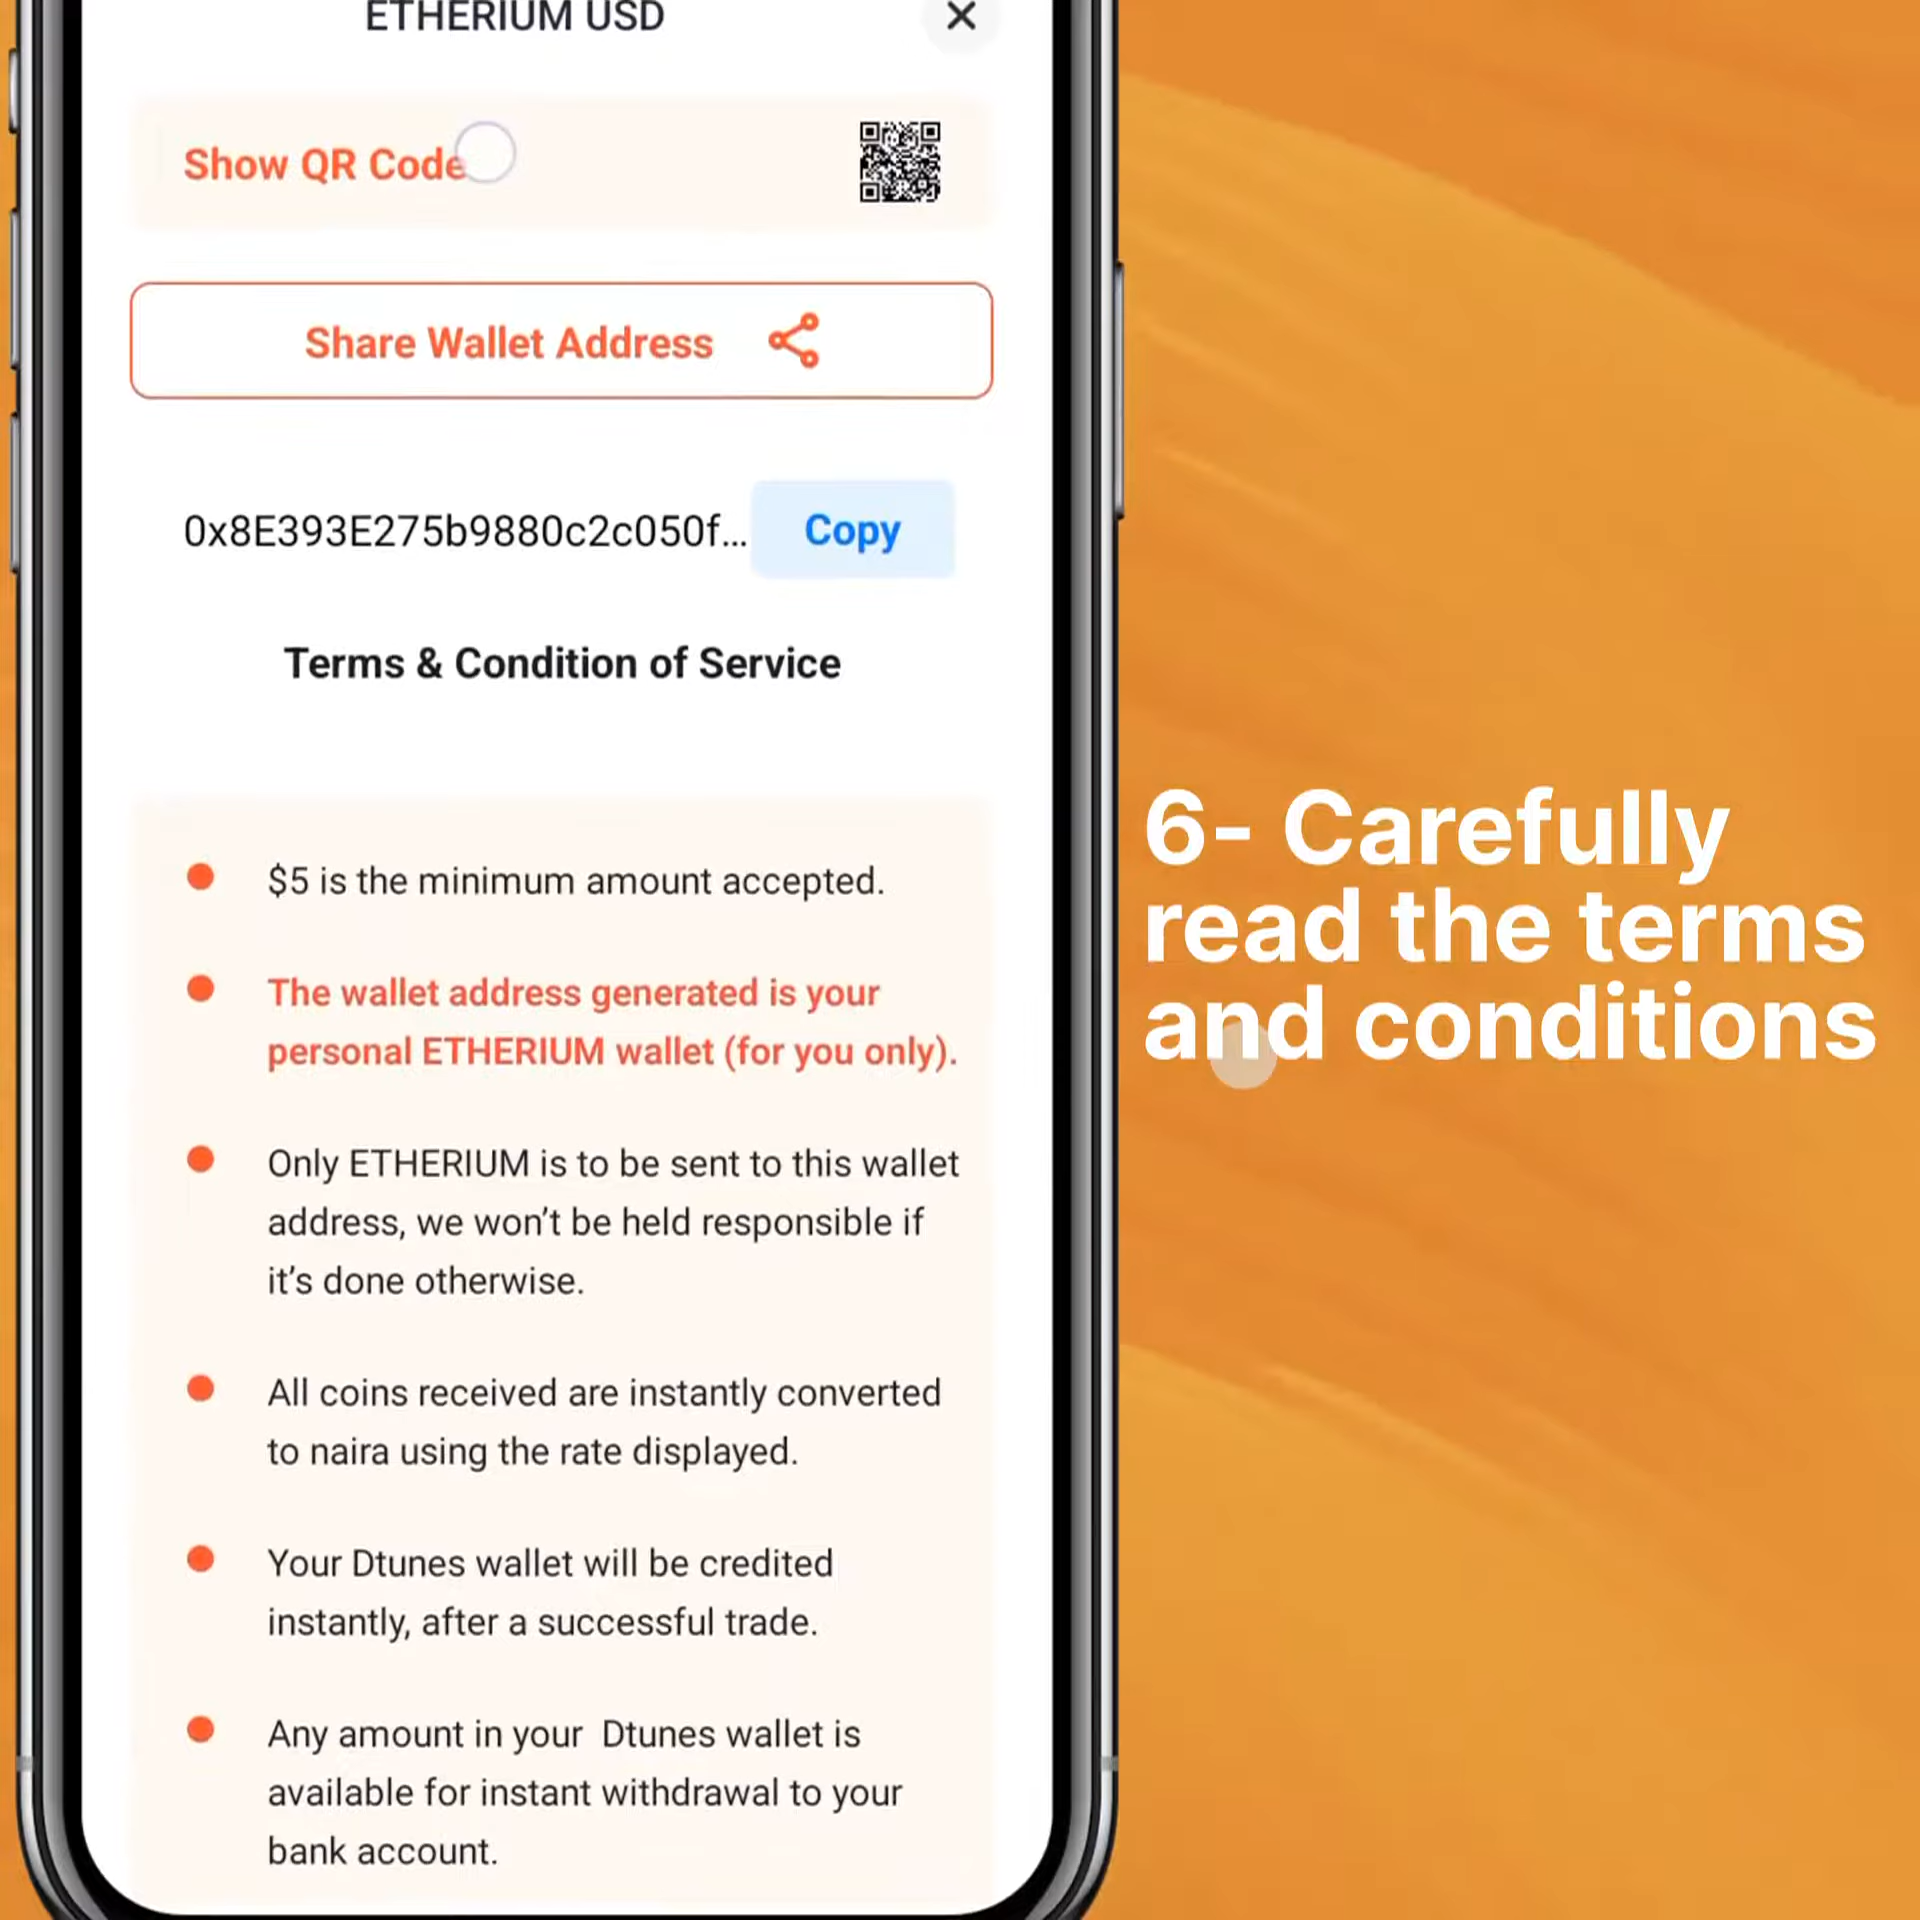 ETHERIUM USD
Show QR Code
Share Wallet Address
0x8E393E275b9880c2c050f...
Copy
Terms & Condition of Service
$5 is the minimum amount accepted.
The wallet address generated is your
personal ETHERIUM wallet (for you only).
Only ETHERIUM is to be sent to this wallet
address, we won’t be held responsible if
it’s done otherwise.
All coins received are instantly converted
to naira using the rate displayed.
Your Dtunes wallet will be credited
instantly, after a successful trade.
Any amount in your  Dtunes wallet is
available for instant withdrawal to your
bank account.
6- Carefully
read the terms
and conditions